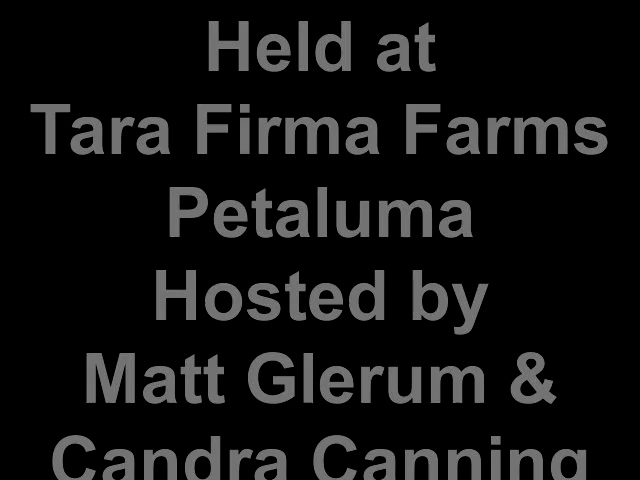 Held at
Tara Firma Farms
Petaluma
Hosted by
Matt Glerum &
Candra Canning